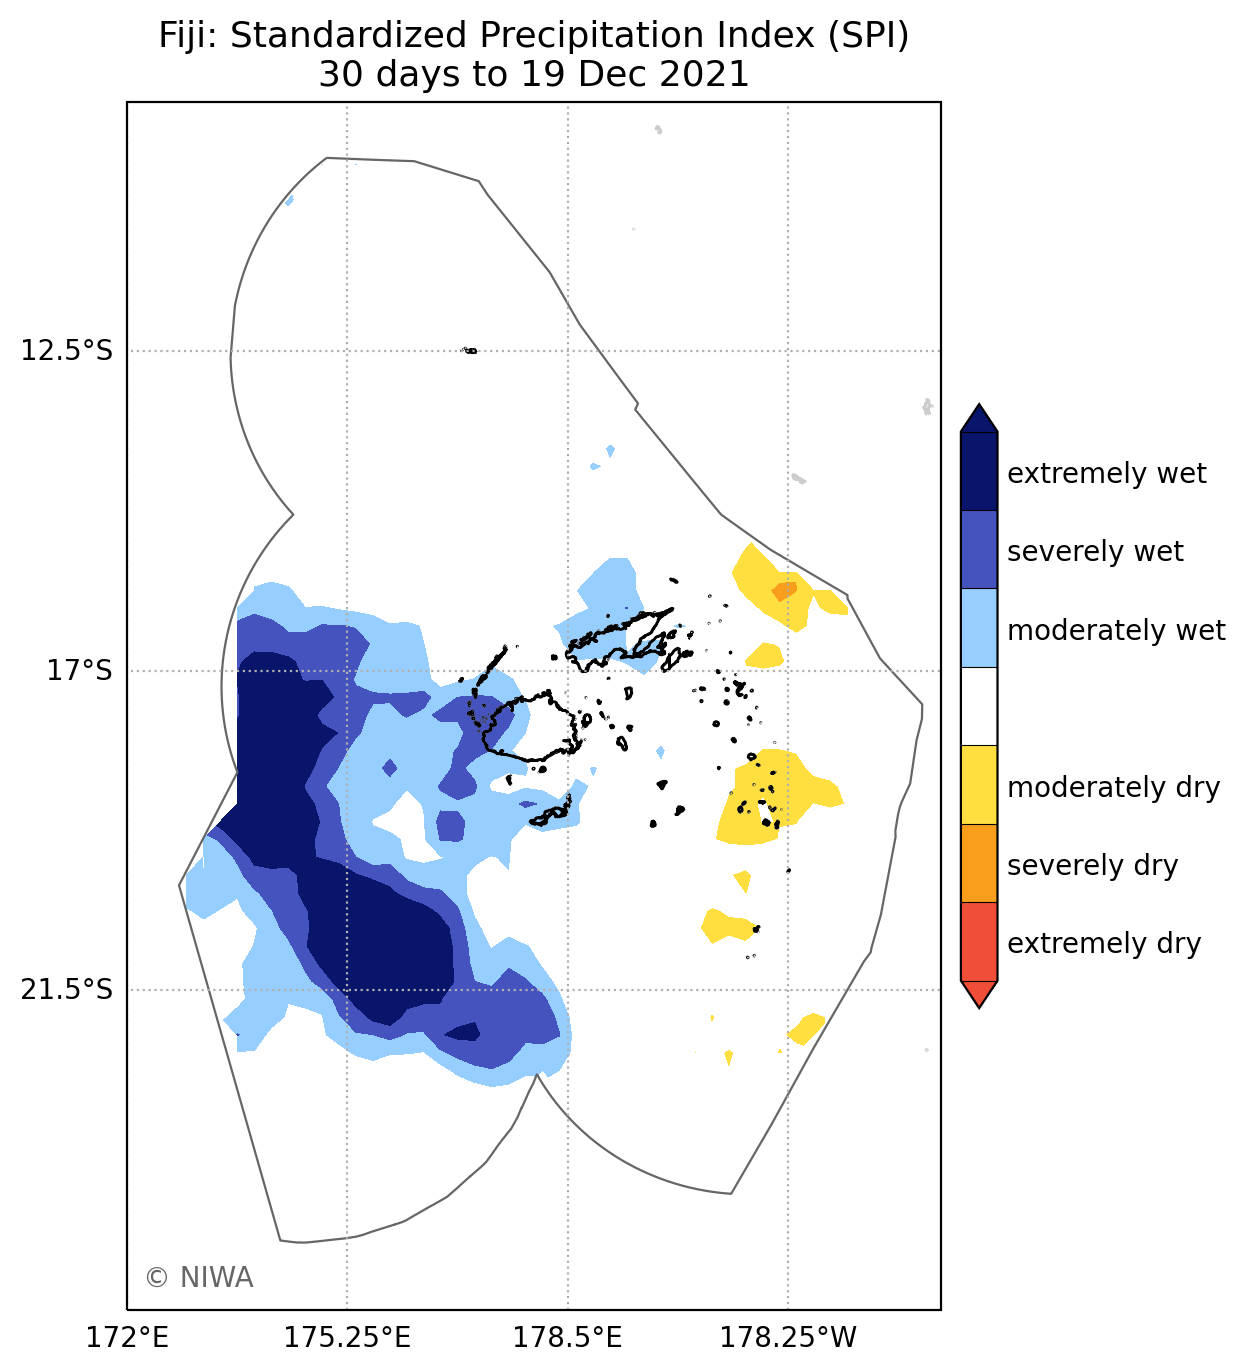 Fiji: Standardized Precipitation Index (SPI)
30 days to 19 Dec 2021
12.5°S
17°S
21.5°S
172°E
175.25°E
178.5°E
178.25°W
extremely wet
severely wet
moderately wet
moderately dry
severely dry
extremely dry
© NIWA